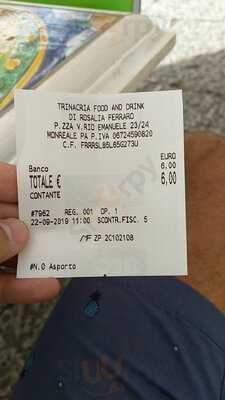 TRINACRIA FOOD AND DRINK
DI ROSALIA FERRARO
P.ZZA V.RIO EMANUELE 23/24
MONREALE PA P.IVA 06724590820
C.F. FRRRSL85L65G273U
EURO
Banco 6,00
TOTALE € 6,00
CONTANTE
#7962 REG. 001 OP. 1
22-09-2019 11:00 SCONTR.FISC. 5
MF ZP 2C102108
#N.0 Asporto